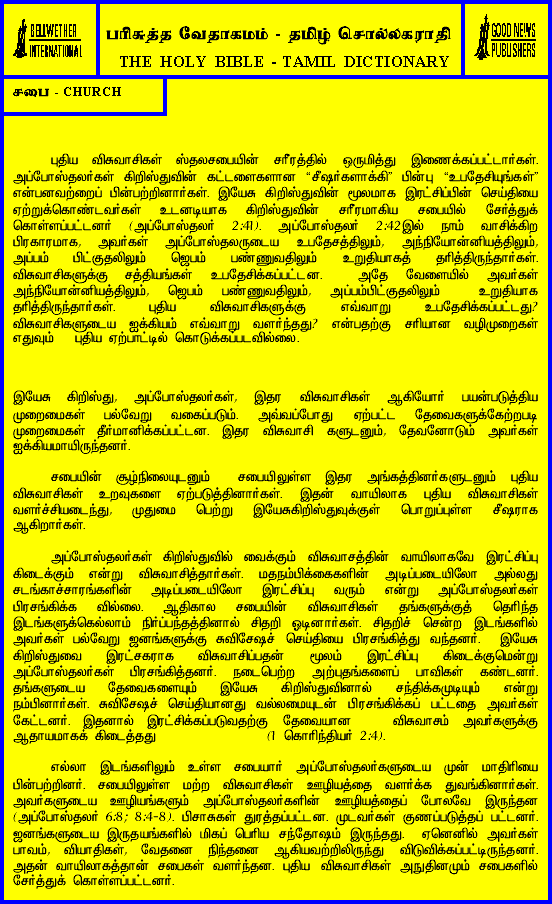 BELLWETHER
INTERNATIONAL
பரிசுத்த வேதாகமம் - தமிழ் சொல்லகராதி
THE HOLY BIBLE - TAMIL DICTIONARY
GOOD NEWS
PUBLISHERS
சபை - CHURCH
புதிய விசுவாசிகள் ஸ்தலசபையின் சரீரத்தில் ஒருமித்து இணைக்கப்பட்டார்கள்.
அப்போஸ்தலர்கள் கிறிஸ்துவின் கட்டளைகளான “சீஷர்களாக்கி” பின்பு “உபதேசியுங்கள்”
என்பனவற்றைப் பின்பற்றினார்கள். இயேசு கிறிஸ்துவின் மூலமாக இரட்சிப்பின் செய்தியை
ஏற்றுக்கொண்டவர்கள் உடனடியாக கிறிஸ்துவின் சரீரமாகிய சபையில் சேர்த்துக்
கொள்ளப்பட்டனர் (அப்போஸ்தலர் 2:41). அப்போஸ்தலர் 2:42இல் நாம் வாசிக்கிற
பிரகாரமாக, அவர்கள் அப்போஸ்தலருடைய உபதேசத்திலும், அந்நியோன்னியத்திலும்,
அப்பம் பிட்குதலிலும் ஜெபம் பண்ணுவதிலும் உறுதியாகத் தரித்திருந்தார்கள்.
விசுவாசிகளுக்கு சத்தியங்கள் உபதேசிக்கப்பட்டன. அதே வேளையில் அவர்கள்
அந்நியோன்னியத்திலும், ஜெபம் பண்ணுவதிலும், அப்பம்பிட்குதலிலும் உறுதியாக
தரித்திருந்தார்கள். புதிய விசுவாசிகளுக்கு எவ்வாறு உபதேசிக்கப்பட்டது?
விசுவாசிகளுடைய ஐக்கியம் எவ்வாறு வளர்ந்தது? என்பதற்கு சரியான வழிமுறைகள்
எதுவும் புதிய ஏற்பாட்டில் கொடுக்கப்படவில்லை.
இயேசு கிறிஸ்து, அப்போஸ்தலர்கள், இதர விசுவாசிகள் ஆகியோர் பயன்படுத்திய
முறைமைகள் பல்வேறு வகைப்படும். அவ்வப்போது ஏற்பட்ட தேவைகளுக்கேற்றபடி
முறைமைகள் தீர்மானிக்கப்பட்டன. இதர விசுவாசி களுடனும், தேவனோடும் அவர்கள்
ஐக்கியமாயிருந்தனர்.
சபையின் சூழ்நிலையுடனும் சபையிலுள்ள இதர அங்கத்தினர்களுடனும் புதிய
விசுவாசிகள் உறவுகளை ஏற்படுத்தினார்கள். இதன் வாயிலாக புதிய விசுவாசிகள்
வளர்ச்சியடைந்து, முதுமை பெற்று இயேசுகிறிஸ்துவுக்குள் பொறுப்புள்ள சீஷராக
ஆகிறார்கள்.
அப்போஸ்தலர்கள் கிறிஸ்துவில் வைக்கும் விசுவாசத்தின் வாயிலாகவே இரட்சிப்பு
கிடைக்கும் என்று விசுவாசித்தார்கள். மதநம்பிக்கைகளின் அடிப்படையிலோ அல்லது
சடங்காச்சாரங்களின் அடிப்படையிலோ இரட்சிப்பு வரும் என்று அப்போஸ்தலர்கள்
பிரசங்கிக்க வில்லை. ஆதிகால சபையின் விசுவாசிகள் தங்களுக்குத் தெரிந்த
இடங்களுக்கெல்லாம் நிர்ப்பந்தத்தினால் சிதறி ஓடினார்கள். சிதறிச் சென்ற இடங்களில்
அவர்கள் பல்வேறு ஜனங்களுக்கு சுவிசேஷச் செய்தியை பிரசங்கித்து வந்தனர். இயேசு
கிறிஸ்துவை இரட்சகராக விசுவாசிப்பதன் மூலம் இரட்சிப்பு கிடைக்குமென்று
அப்போஸ்தலர்கள் பிரசங்கித்தனர். நடைபெற்ற அற்புதங்களைப் பாவிகள் கண்டனர்.
தங்களுடைய தேவைகளையும் இயேசு கிறிஸ்துவினால் சந்திக்கமுடியும் என்று
நம்பினார்கள். சுவிசேஷச் செய்தியானது வல்லமையுடன் பிரசங்கிக்கப் பட்டதை அவர்கள்
கேட்டனர். இதனால் இரட்சிக்கப்படுவதற்கு தேவையான விசுவாசம் அவர்களுக்கு
ஆதாயமாகக் கிடைத்தது (1 கொரிந்தியர் 2:4).
எல்லா இடங்களிலும் உள்ள சபையார் அப்போஸ்தலர்களுடைய முன் மாதிரியை
பின்பற்றினர். சபையிலுள்ள மற்ற விசுவாசிகள் ஊழியத்தை வளர்க்க துவங்கினார்கள்.
அவர்களுடைய ஊழியங்களும் அப்போஸ்தலர்களின் ஊழியத்தைப் போலவே இருந்தன
(அப்போஸ்தலர் 6:8; 8:4-8). பிசாசுகள் துரத்தப்பட்டன. முடவர்கள் குணப்படுத்தப் பட்டனர்.
ஜனங்களுடைய இருதயங்களில் மிகப் பெரிய சந்தோஷம் இருந்தது. ஏனெனில் அவர்கள்
பாவம், வியாதிகள், வேதனை நிந்தனை ஆகியவற்றிலிருந்து விடுவிக்கப்பட்டிருந்தனர்.
அதன் வாயிலாகத்தான் சபைகள் வளர்ந்தன. புதிய விசுவாசிகள் அநுதினமும் சபைகளில்
சேர்த்துக் கொள்ளப்பட்டனர்.